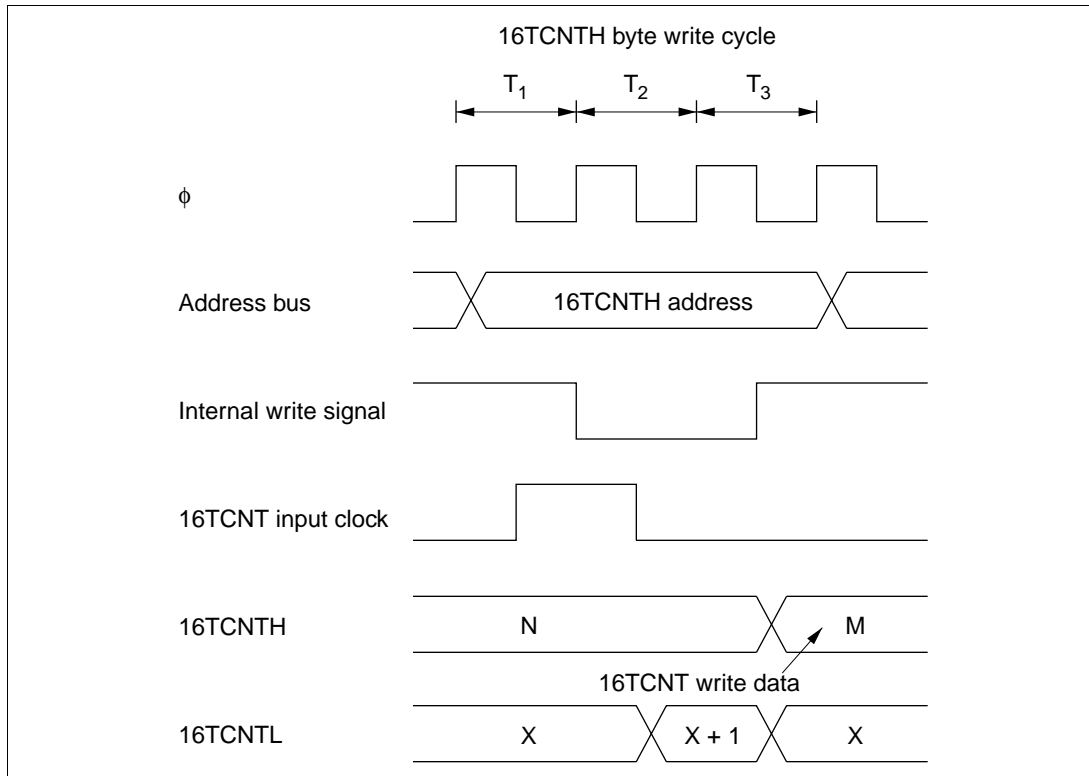 16TCNTH byte write cycle
T1 T2 T3
φ
Address bus 16TCNTH address
Internal write signal
16TCNT input clock
16TCNTH N M
16TCNT write data
16TCNTL X X + 1 X